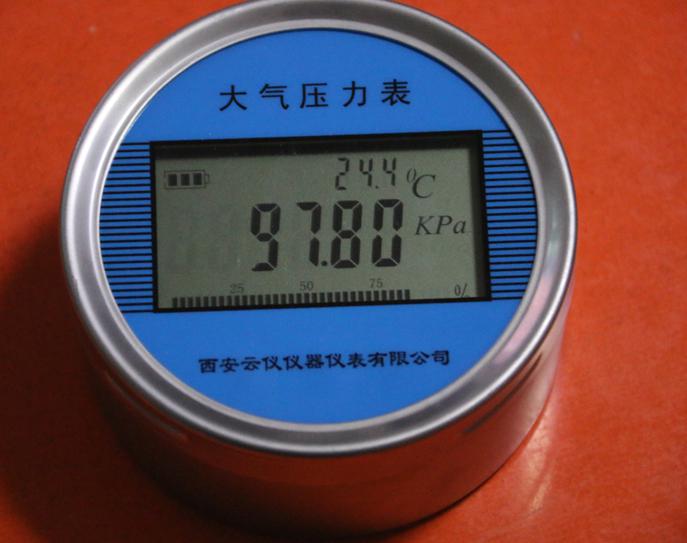 大气压力表
24.4 ⁰C
97.80 KPa
25 50 75 %
西安云仪仪器仪表有限公司